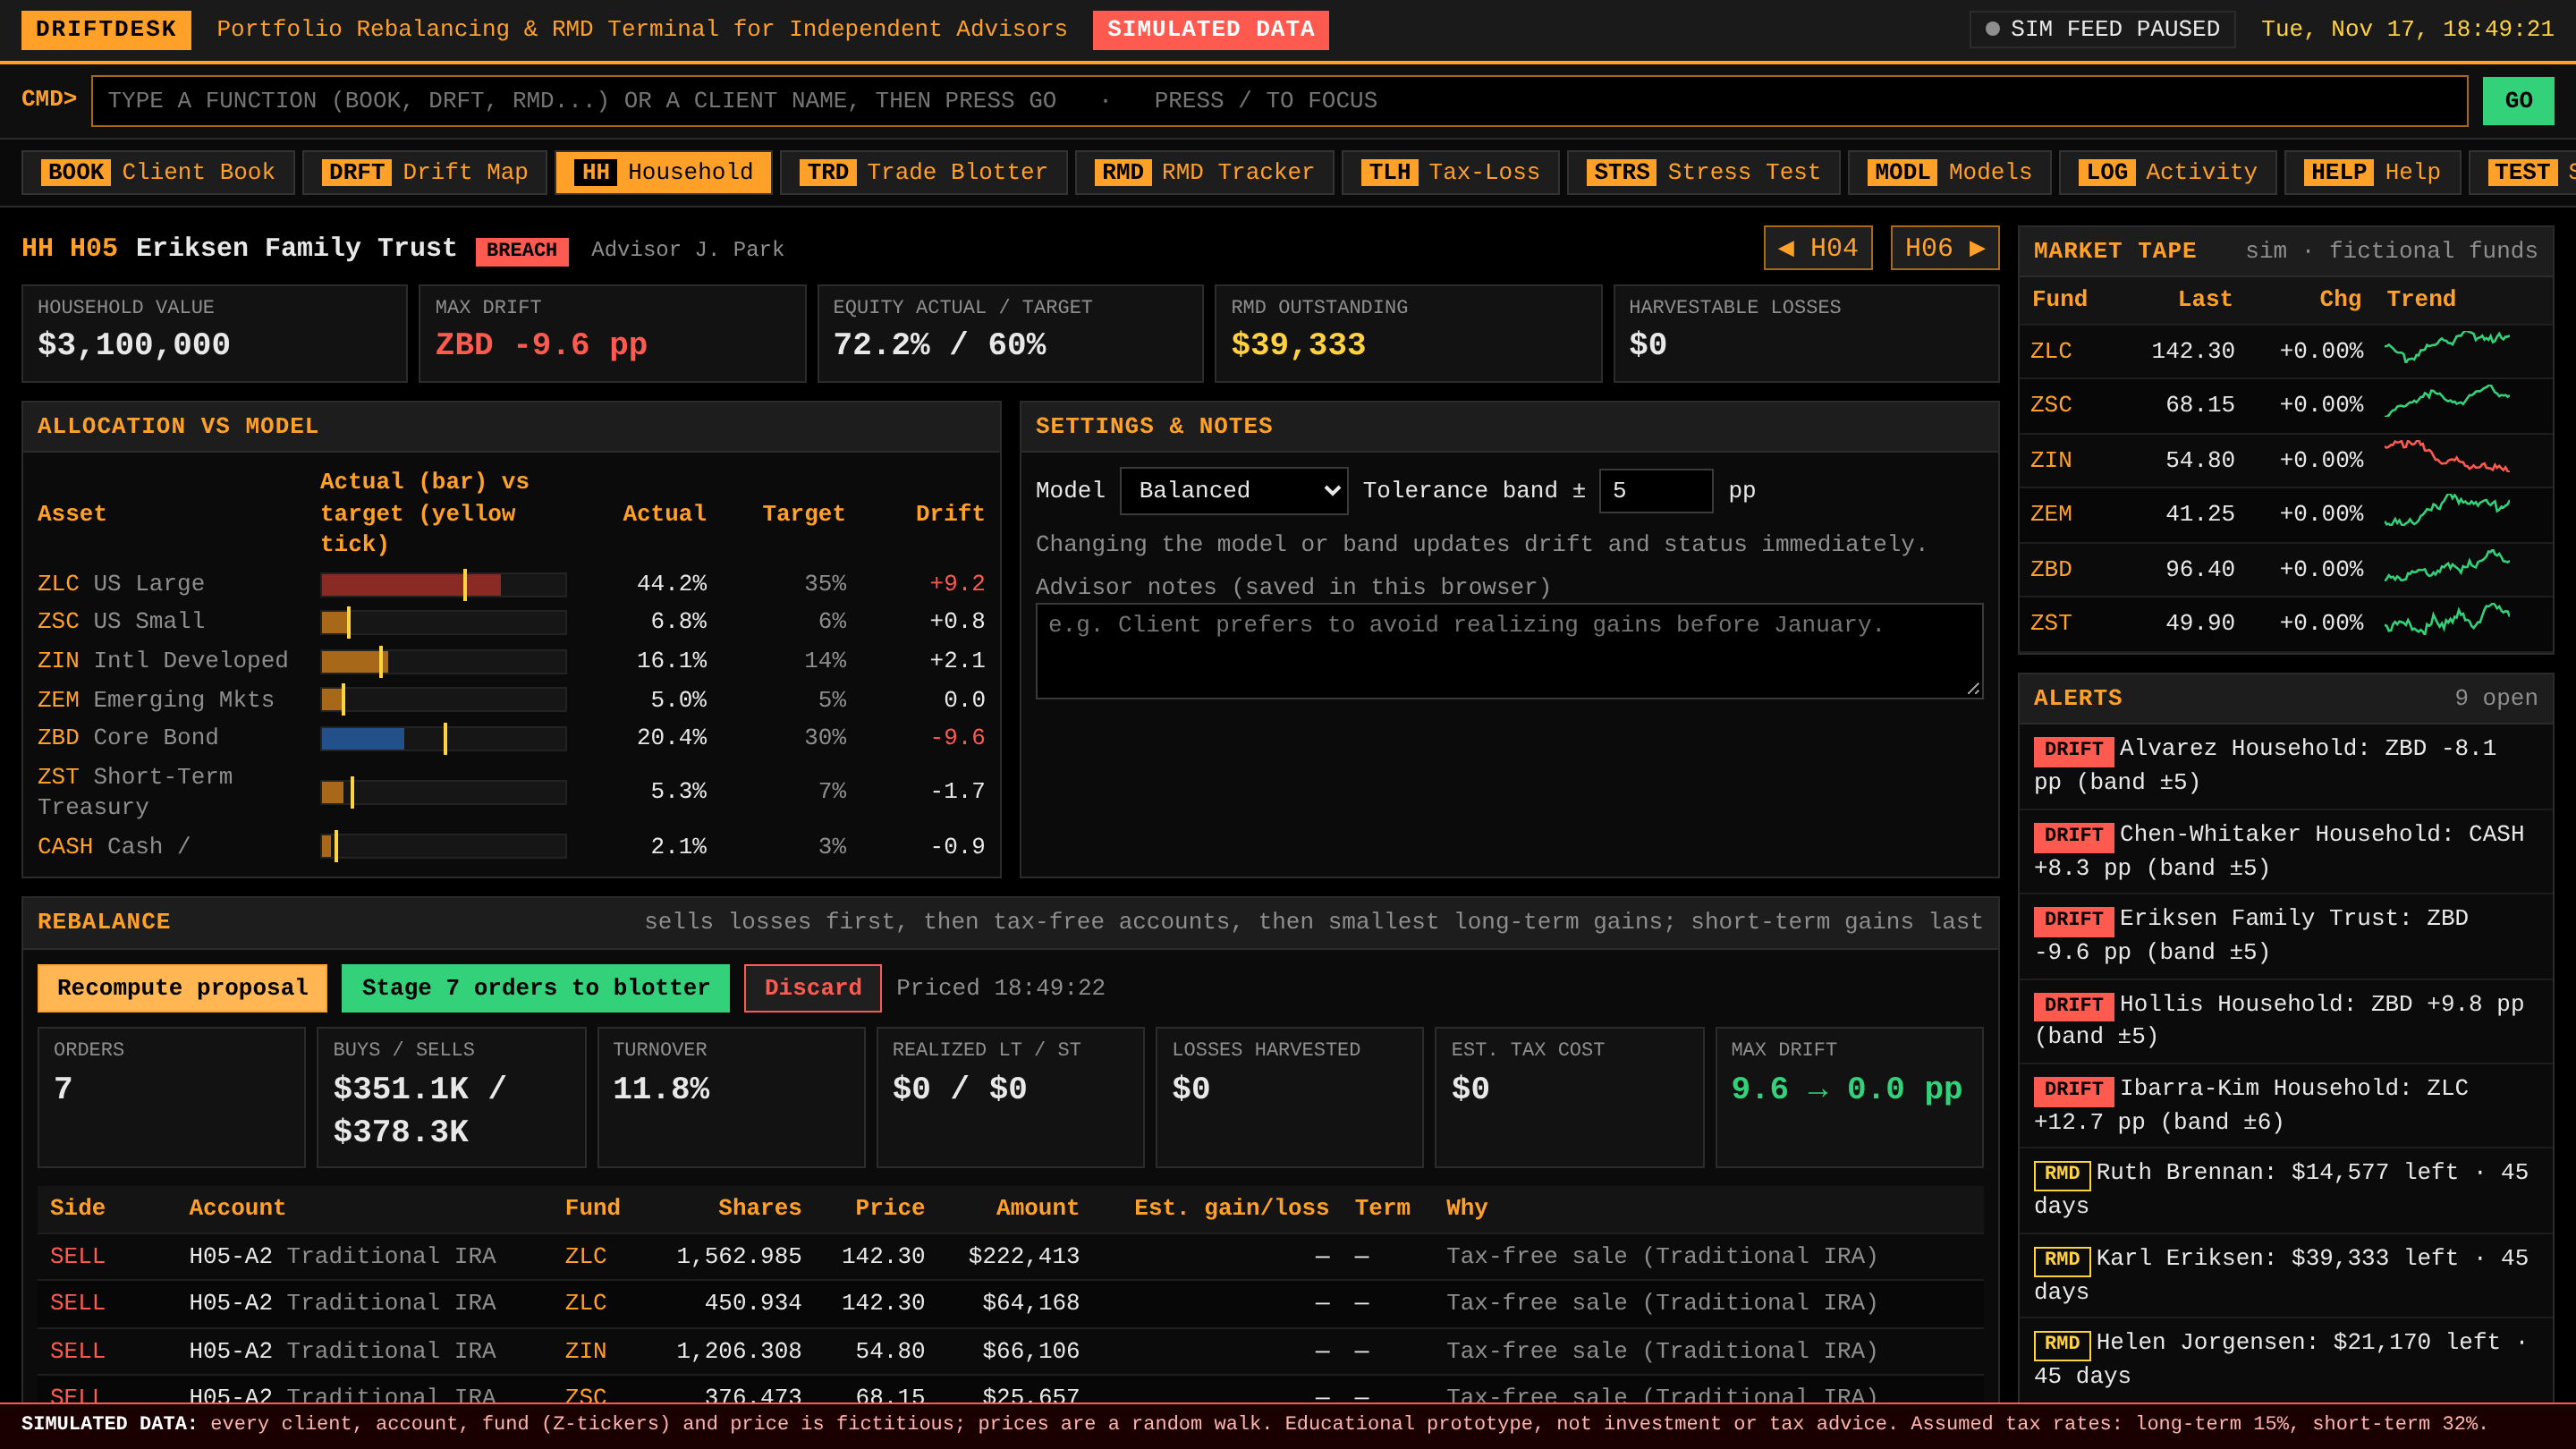 DRIFTDESK Portfolio Rebalancing & RMD Terminal for Independent Advisors SIMULATED DATA SIM FEED PAUSED Tue, Nov 17, 18:49:21
CMD> TYPE A FUNCTION (BOOK, DRFT, RMD...) OR A CLIENT NAME, THEN PRESS GO · PRESS / TO FOCUS GO
BOOK Client Book DRFT Drift Map HH Household TRD Trade Blotter RMD RMD Tracker TLH Tax-Loss STRS Stress Test MODL Models LOG Activity HELP Help TEST
HH H05 Eriksen Family Trust BREACH Advisor J. Park ◀ H04 H06 ▶
HOUSEHOLD VALUE
$3,100,000
MAX DRIFT
ZBD -9.6 pp
EQUITY ACTUAL / TARGET
72.2% / 60%
RMD OUTSTANDING
$39,333
HARVESTABLE LOSSES
$0
ALLOCATION VS MODEL
Asset Actual (bar) vs target (yellow tick) Actual Target Drift
ZLC US Large 44.2% 35% +9.2
ZSC US Small 6.8% 6% +0.8
ZIN Intl Developed 16.1% 14% +2.1
ZEM Emerging Mkts 5.0% 5% 0.0
ZBD Core Bond 20.4% 30% -9.6
ZST Short-Term Treasury 5.3% 7% -1.7
CASH Cash / 2.1% 3% -0.9
SETTINGS & NOTES
Model Balanced Tolerance band ± 5 pp
Changing the model or band updates drift and status immediately.
Advisor notes (saved in this browser)
e.g. Client prefers to avoid realizing gains before January.
REBALANCE sells losses first, then tax-free accounts, then smallest long-term gains; short-term gains last
Recompute proposal Stage 7 orders to blotter Discard Priced 18:49:22
ORDERS
7
BUYS / SELLS
$351.1K /
$378.3K
TURNOVER
11.8%
REALIZED LT / ST
$0 / $0
LOSSES HARVESTED
$0
EST. TAX COST
$0
MAX DRIFT
9.6 → 0.0 pp
Side Account Fund Shares Price Amount Est. gain/loss Term Why
SELL H05-A2 Traditional IRA ZLC 1,562.985 142.30 $222,413 — — Tax-free sale (Traditional IRA)
SELL H05-A2 Traditional IRA ZLC 450.934 142.30 $64,168 — — Tax-free sale (Traditional IRA)
SELL H05-A2 Traditional IRA ZIN 1,206.308 54.80 $66,106 — — Tax-free sale (Traditional IRA)
SELL H05-A2 Traditional IRA ZSC 376.473 68.15 $25,657 — — Tax-free sale (Traditional IRA)
MARKET TAPE sim · fictional funds
Fund Last Chg Trend
ZLC 142.30 +0.00%
ZSC 68.15 +0.00%
ZIN 54.80 +0.00%
ZEM 41.25 +0.00%
ZBD 96.40 +0.00%
ZST 49.90 +0.00%
ALERTS 9 open
DRIFT Alvarez Household: ZBD -8.1
pp (band ±5)
DRIFT Chen-Whitaker Household: CASH
+8.3 pp (band ±5)
DRIFT Eriksen Family Trust: ZBD
-9.6 pp (band ±5)
DRIFT Hollis Household: ZBD +9.8 pp
(band ±5)
DRIFT Ibarra-Kim Household: ZLC
+12.7 pp (band ±6)
RMD Ruth Brennan: $14,577 left · 45
days
RMD Karl Eriksen: $39,333 left · 45
days
RMD Helen Jorgensen: $21,170 left ·
45 days
SIMULATED DATA: every client, account, fund (Z-tickers) and price is fictitious; prices are a random walk. Educational prototype, not investment or tax advice. Assumed tax rates: long-term 15%, short-term 32%.